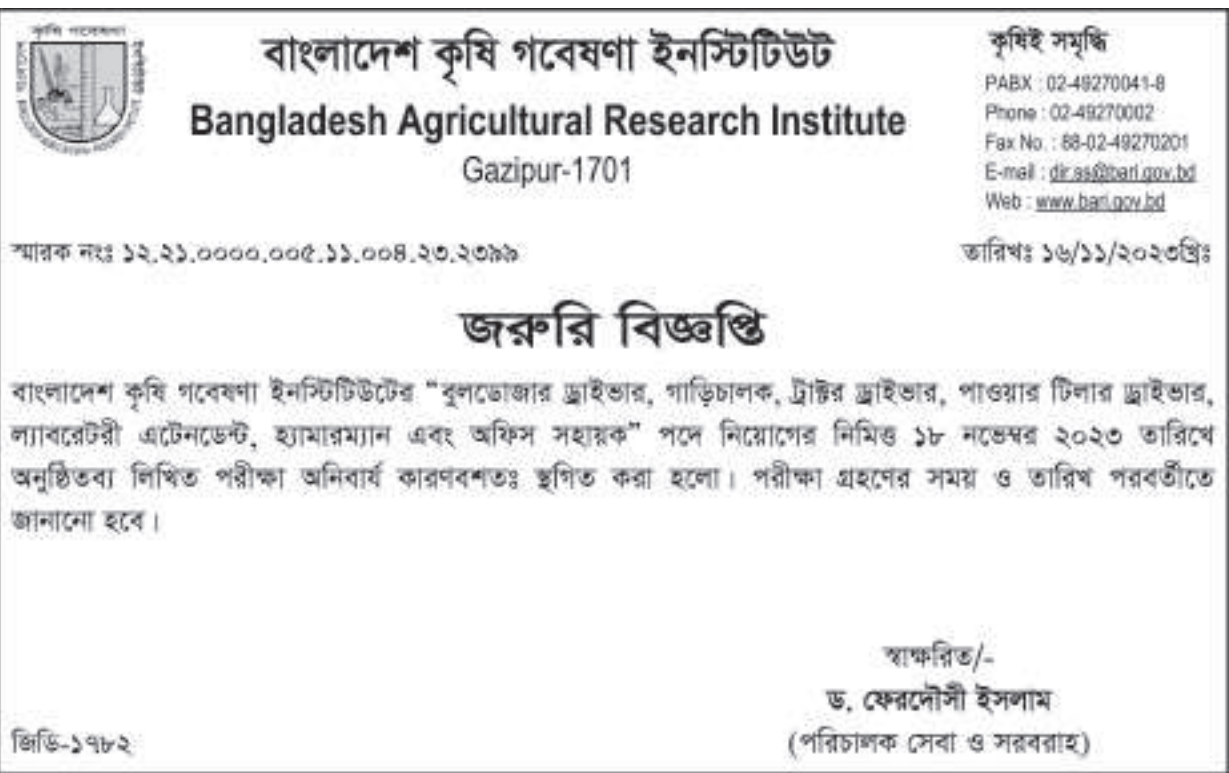 বাংলাদেশ কৃষি গবেষণা ইনস্টিটিউট
Bangladesh Agricultural Research Institute
Gazipur-1701
কৃষিই সমৃদ্ধি
PABX : 02-49270041-8
Phone : 02-49270002
Fax No. : 88-02-49270201
E-mail : dir.ss@bari.gov.bd
Web : www.bari.gov.bd
স্মারক নংঃ ১২.২১.০০০০.০০৫.১১.০০৪.২৩.২৩৯৯
তারিখঃ ১৬/১১/২০২৩খ্রিঃ
জরুরি বিজ্ঞপ্তি
বাংলাদেশ কৃষি গবেষণা ইনস্টিটিউটের “বুলডোজার ড্রাইভার, গাড়িচালক, ট্রাক্টর ড্রাইভার, পাওয়ার টিলার ড্রাইভার,
ল্যাবরেটরী এটেনডেন্ট, হ্যামারম্যান এবং অফিস সহায়ক” পদে নিয়োগের নিমিত্ত ১৮ নভেম্বর ২০২৩ তারিখে
অনুষ্ঠিতব্য লিখিত পরীক্ষা অনিবার্য কারণবশতঃ স্থগিত করা হলো। পরীক্ষা গ্রহণের সময় ও তারিখ পরবর্তীতে
জানানো হবে।
স্বাক্ষরিত/-
ড. ফেরদৌসী ইসলাম
(পরিচালক সেবা ও সরবরাহ)
জিডি-১৭৮২